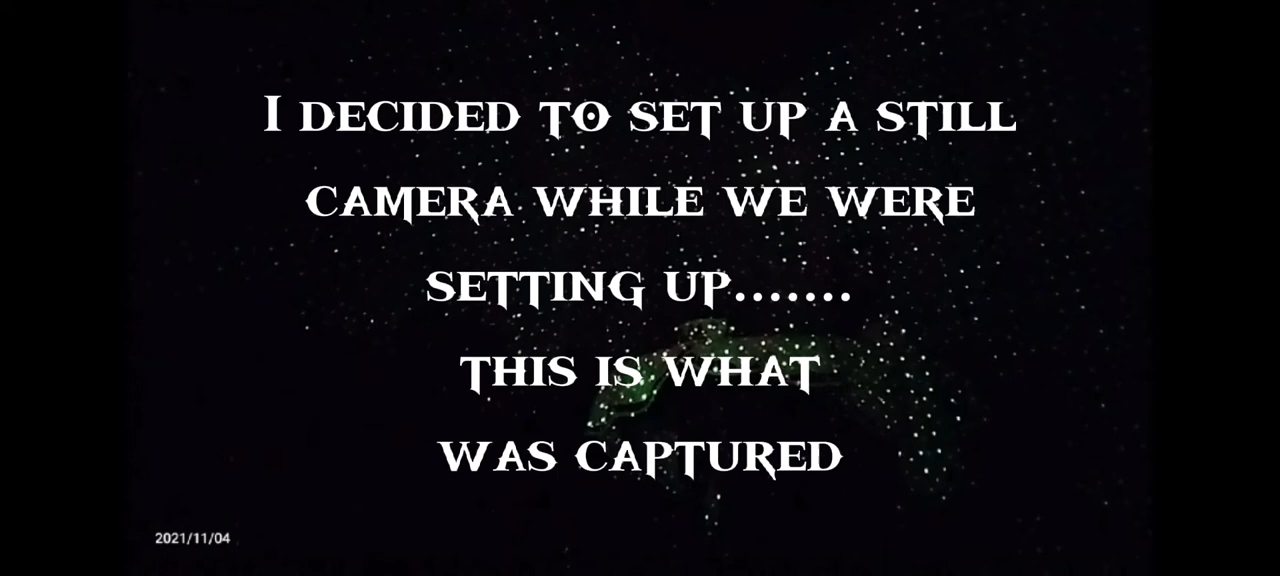 I DECIDED TO SET UP A STILL
CAMERA WHILE WE WERE
SETTING UP.......
THIS IS WHAT
WAS CAPTURED
2021/11/04